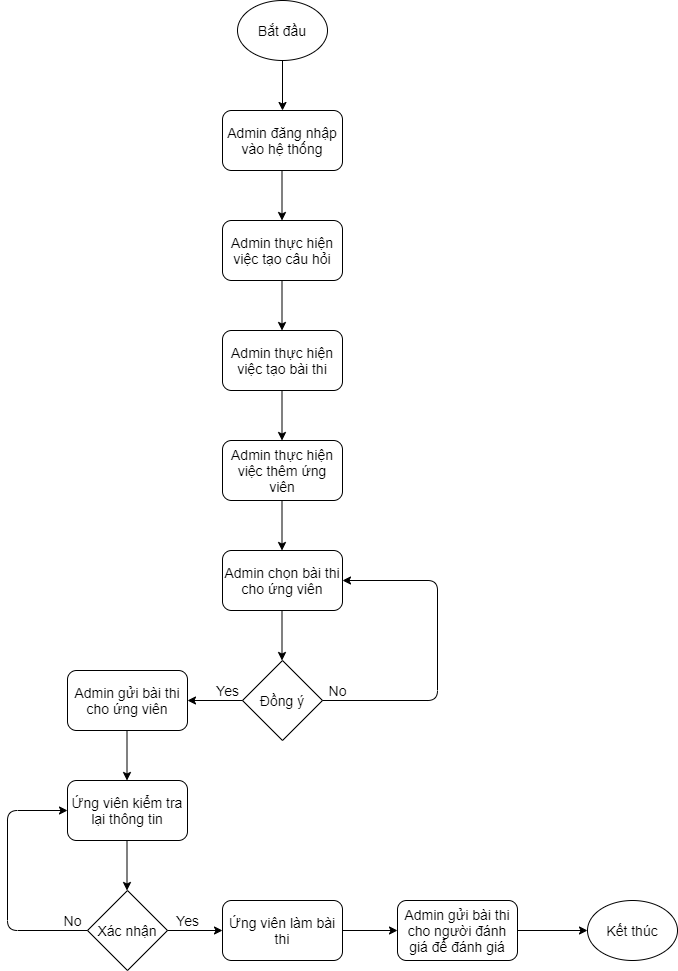 Bắt đầu
Admin đăng nhập
vào hệ thống
Admin thực hiện
việc tạo câu hỏi
Admin thực hiện
việc tạo bài thi
Admin thực hiện
việc thêm ứng
viên
Admin chọn bài thi
cho ứng viên
Đồng ý
Yes
No
Admin gửi bài thi
cho ứng viên
Ứng viên kiểm tra
lại thông tin
Xác nhận
No
Yes
Ứng viên làm bài
thi
Admin gửi bài thi
cho người đánh
giá để đánh giá
Kết thúc